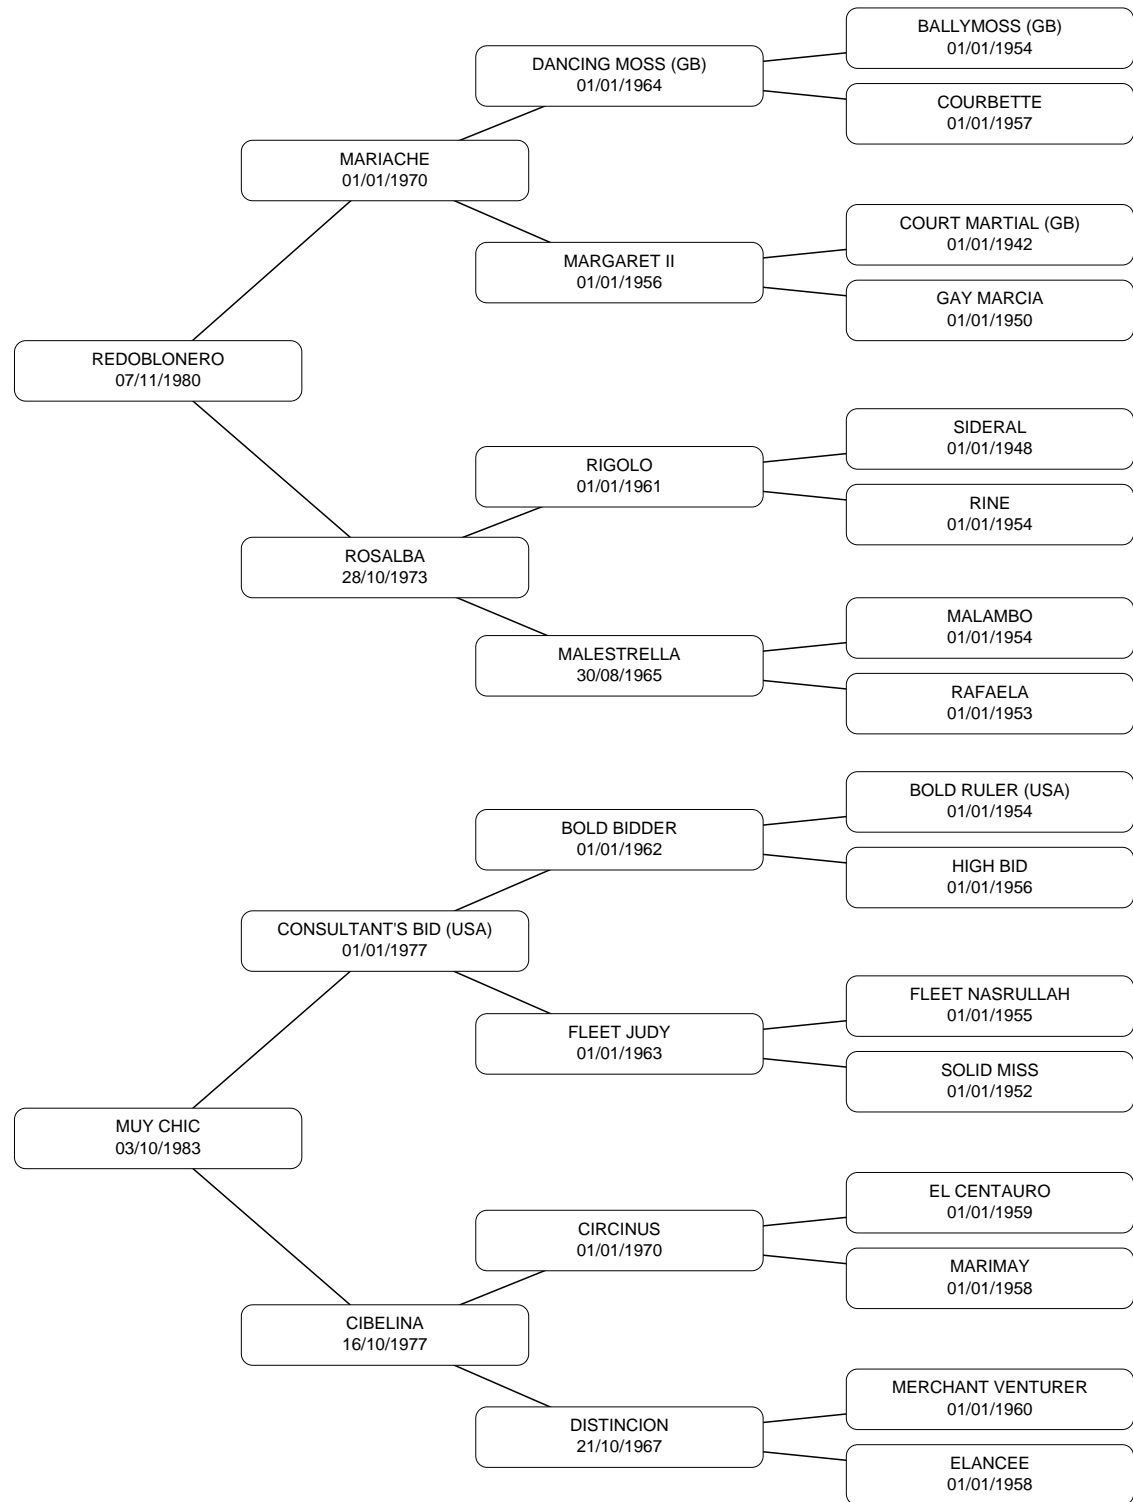 BALLYMOSS (GB)
01/01/1954
DANCING MOSS (GB)
01/01/1964
COURBETTE
01/01/1957
MARIACHE
01/01/1970
COURT MARTIAL (GB)
01/01/1942
MARGARET II
01/01/1956
GAY MARCIA
01/01/1950
REDOBLONERO
07/11/1980
SIDERAL
01/01/1948
RIGOLO
01/01/1961
RINE
01/01/1954
ROSALBA
28/10/1973
MALAMBO
01/01/1954
MALESTRELLA
30/08/1965
RAFAELA
01/01/1953
BOLD RULER (USA)
01/01/1954
BOLD BIDDER
01/01/1962
HIGH BID
01/01/1956
CONSULTANT'S BID (USA)
01/01/1977
FLEET NASRULLAH
01/01/1955
FLEET JUDY
01/01/1963
SOLID MISS
01/01/1952
MUY CHIC
03/10/1983
EL CENTAURO
01/01/1959
CIRCINUS
01/01/1970
MARIMAY
01/01/1958
CIBELINA
16/10/1977
MERCHANT VENTURER
01/01/1960
DISTINCION
21/10/1967
ELANCEE
01/01/1958